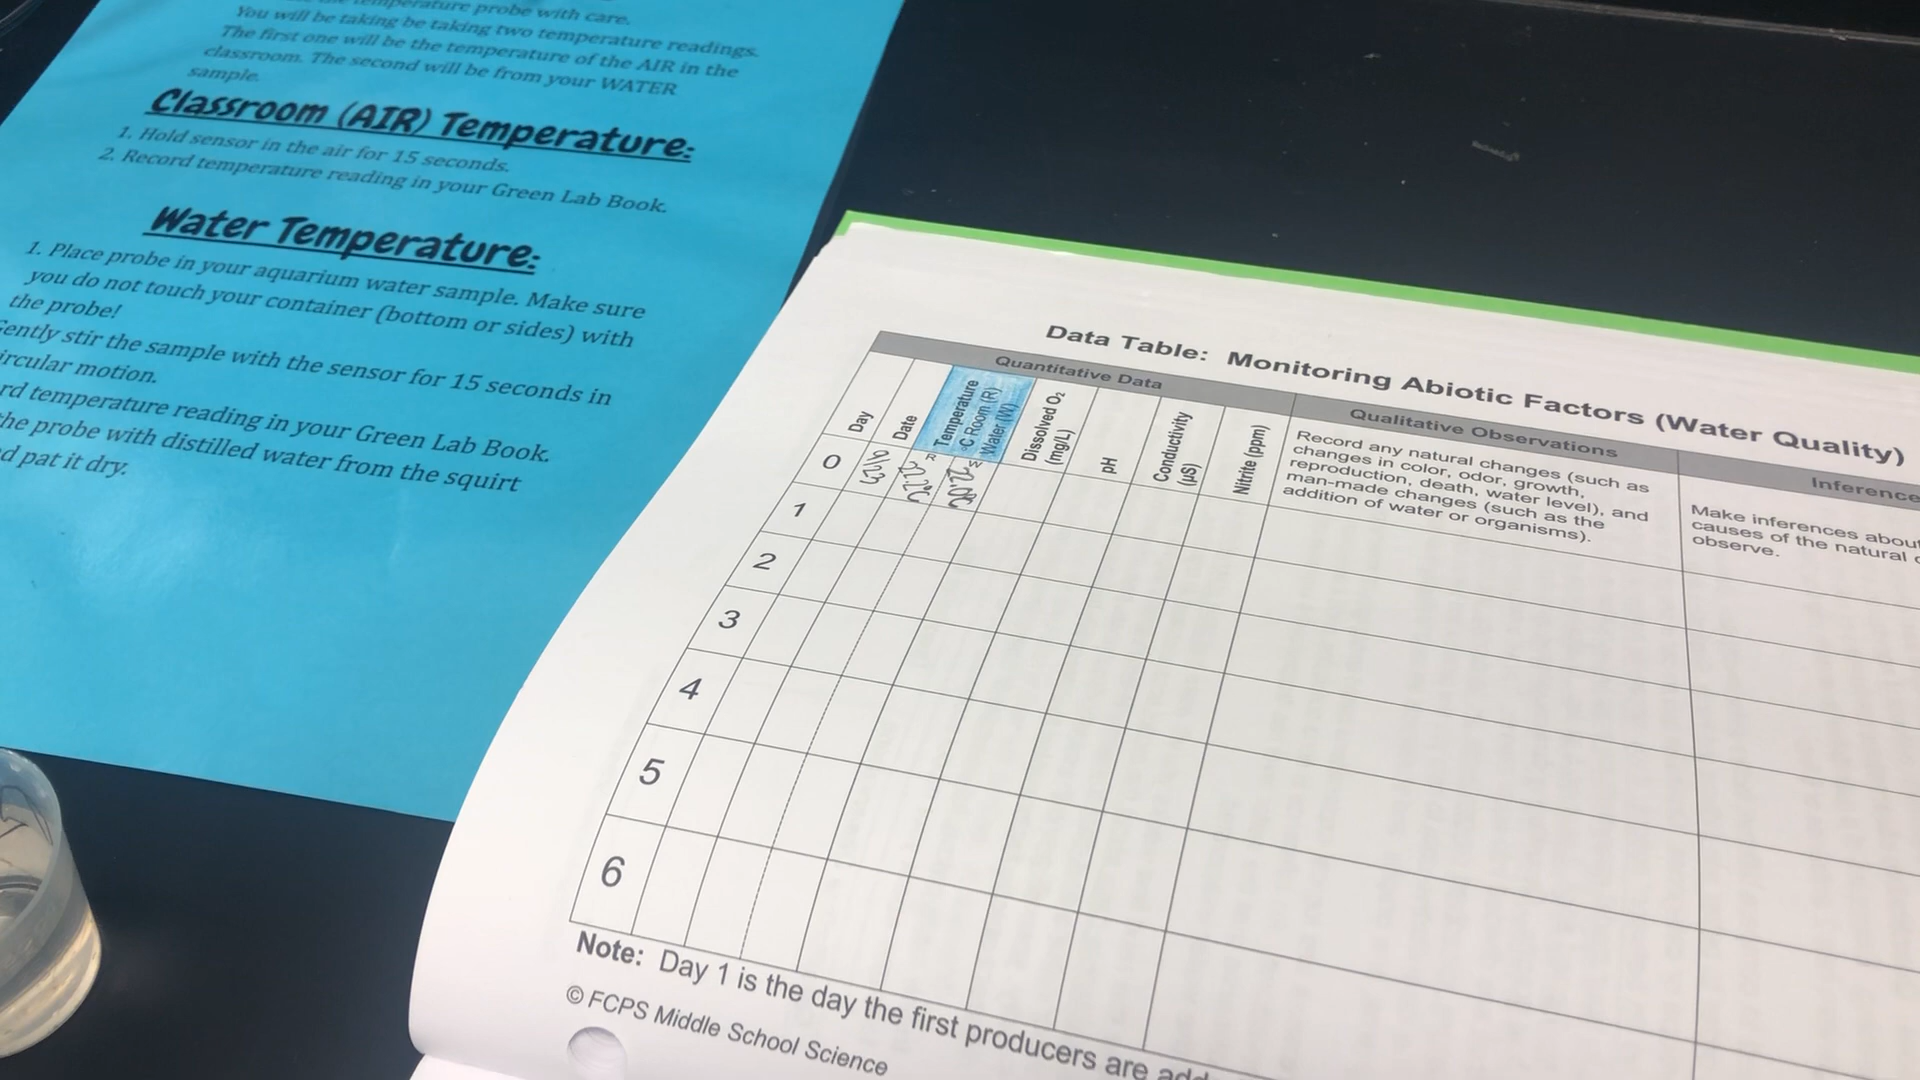 temperature probe with care.
You will be taking be taking two temperature readings.
The first one will be the temperature of the AIR in the
classroom. The second will be from your WATER
sample.
Classroom (AIR) Temperature:
1. Hold sensor in the air for 15 seconds.
2. Record temperature reading in your Green Lab Book.
Water Temperature:
1. Place probe in your aquarium water sample. Make sure
you do not touch your container (bottom or sides) with
the probe!
ently stir the sample with the sensor for 15 seconds in
ircular motion.
rd temperature reading in your Green Lab Book.
he probe with distilled water from the squirt
d pat it dry.
Data Table: Monitoring Abiotic Factors (Water Quality)
Quantitative Data
Qualitative Observations
Inference
Day
Date
Temperature
°C Room (R)
Water (W)
Dissolved O₂
(mg/L)
pH
Conductivity
(µS)
Nitrite (ppm)
Record any natural changes (such as
changes in color, odor, growth,
reproduction, death, water level), and
man-made changes (such as the
addition of water or organisms).
Make inferences about
causes of the natural
observe.
R
W
0
1
2
3
4
5
6
Note: Day 1 is the day the first producers are add
© FCPS Middle School Science